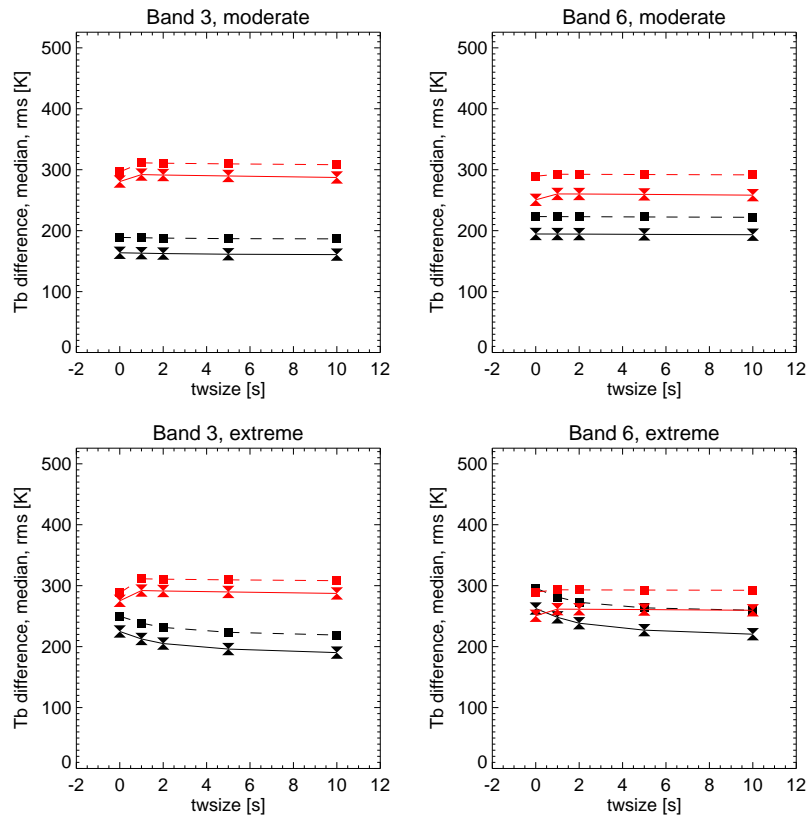 Band 3, moderate
Tb difference, median, rms [K]
500
400
300
200
100
0
-2 0 2 4 6 8 10 12
twsize [s]
Band 6, moderate
Tb difference, median, rms [K]
500
400
300
200
100
0
-2 0 2 4 6 8 10 12
twsize [s]
Band 3, extreme
Tb difference, median, rms [K]
500
400
300
200
100
0
-2 0 2 4 6 8 10 12
twsize [s]
Band 6, extreme
Tb difference, median, rms [K]
500
400
300
200
100
0
-2 0 2 4 6 8 10 12
twsize [s]